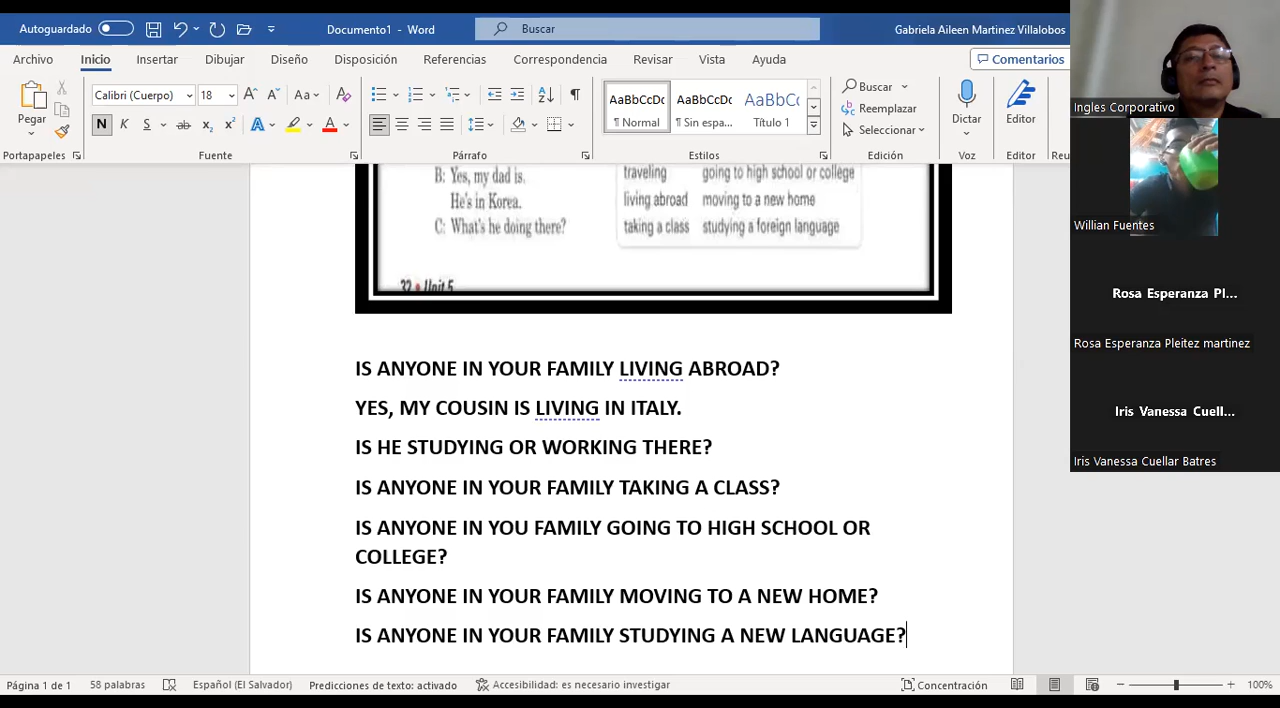 Autoguardado
Documento1 - Word
Buscar
Gabriela Aileen Martinez Villalobos
Archivo Inicio Insertar Dibujar Diseño Disposición Referencias Correspondencia Revisar Vista Ayuda
Comentarios
Pegar
Calibri (Cuerpo) 18
Aa
N K S ab x₂ x² A A
AaBbCcDc AaBbCcDc AaBbCc
¶ Normal ¶ Sin espa... Título 1
Buscar
Reemplazar
Seleccionar
Dictar
Editor
Portapapeles Fuente Párrafo Estilos Edición Voz Editor Reu
B: Yes, my dad is.
He's in Korea.
C: What's he doing there?
traveling going to high school or college
living abroad moving to a new home
taking a class studying a foreign language
32 • Unit 5
IS ANYONE IN YOUR FAMILY LIVING ABROAD?
YES, MY COUSIN IS LIVING IN ITALY.
IS HE STUDYING OR WORKING THERE?
IS ANYONE IN YOUR FAMILY TAKING A CLASS?
IS ANYONE IN YOU FAMILY GOING TO HIGH SCHOOL OR
COLLEGE?
IS ANYONE IN YOUR FAMILY MOVING TO A NEW HOME?
IS ANYONE IN YOUR FAMILY STUDYING A NEW LANGUAGE?
Página 1 de 1 58 palabras Español (El Salvador) Predicciones de texto: activado Accesibilidad: es necesario investigar Concentración 100%
Ingles Corporativo
Willian Fuentes
Rosa Esperanza Pl...
Rosa Esperanza Pleitez martinez
Iris Vanessa Cuell...
Iris Vanessa Cuellar Batres